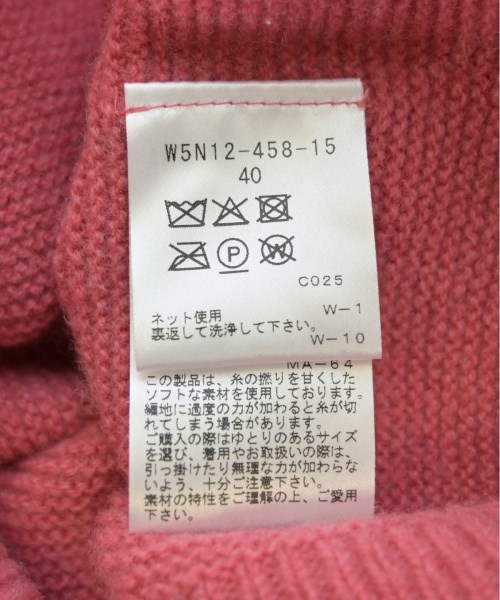 W5N12-458-15
40
P W
C025
ネット使用 W-1
裏返して洗浄して下さい。
W-10
MA-64
この製品は、糸の撚りを甘くした
ソフトな素材を使用しております。
編地に過度の力が加わると糸が切
れてしまう場合があります。
ご購入の際はゆとりのあるサイズ
を選び、着用やお取扱いの際は、
引っ掛けたり無理な力が加わらな
いよう、十分ご注意下さい。
素材の特性をご理解の上、ご愛用
下さい。